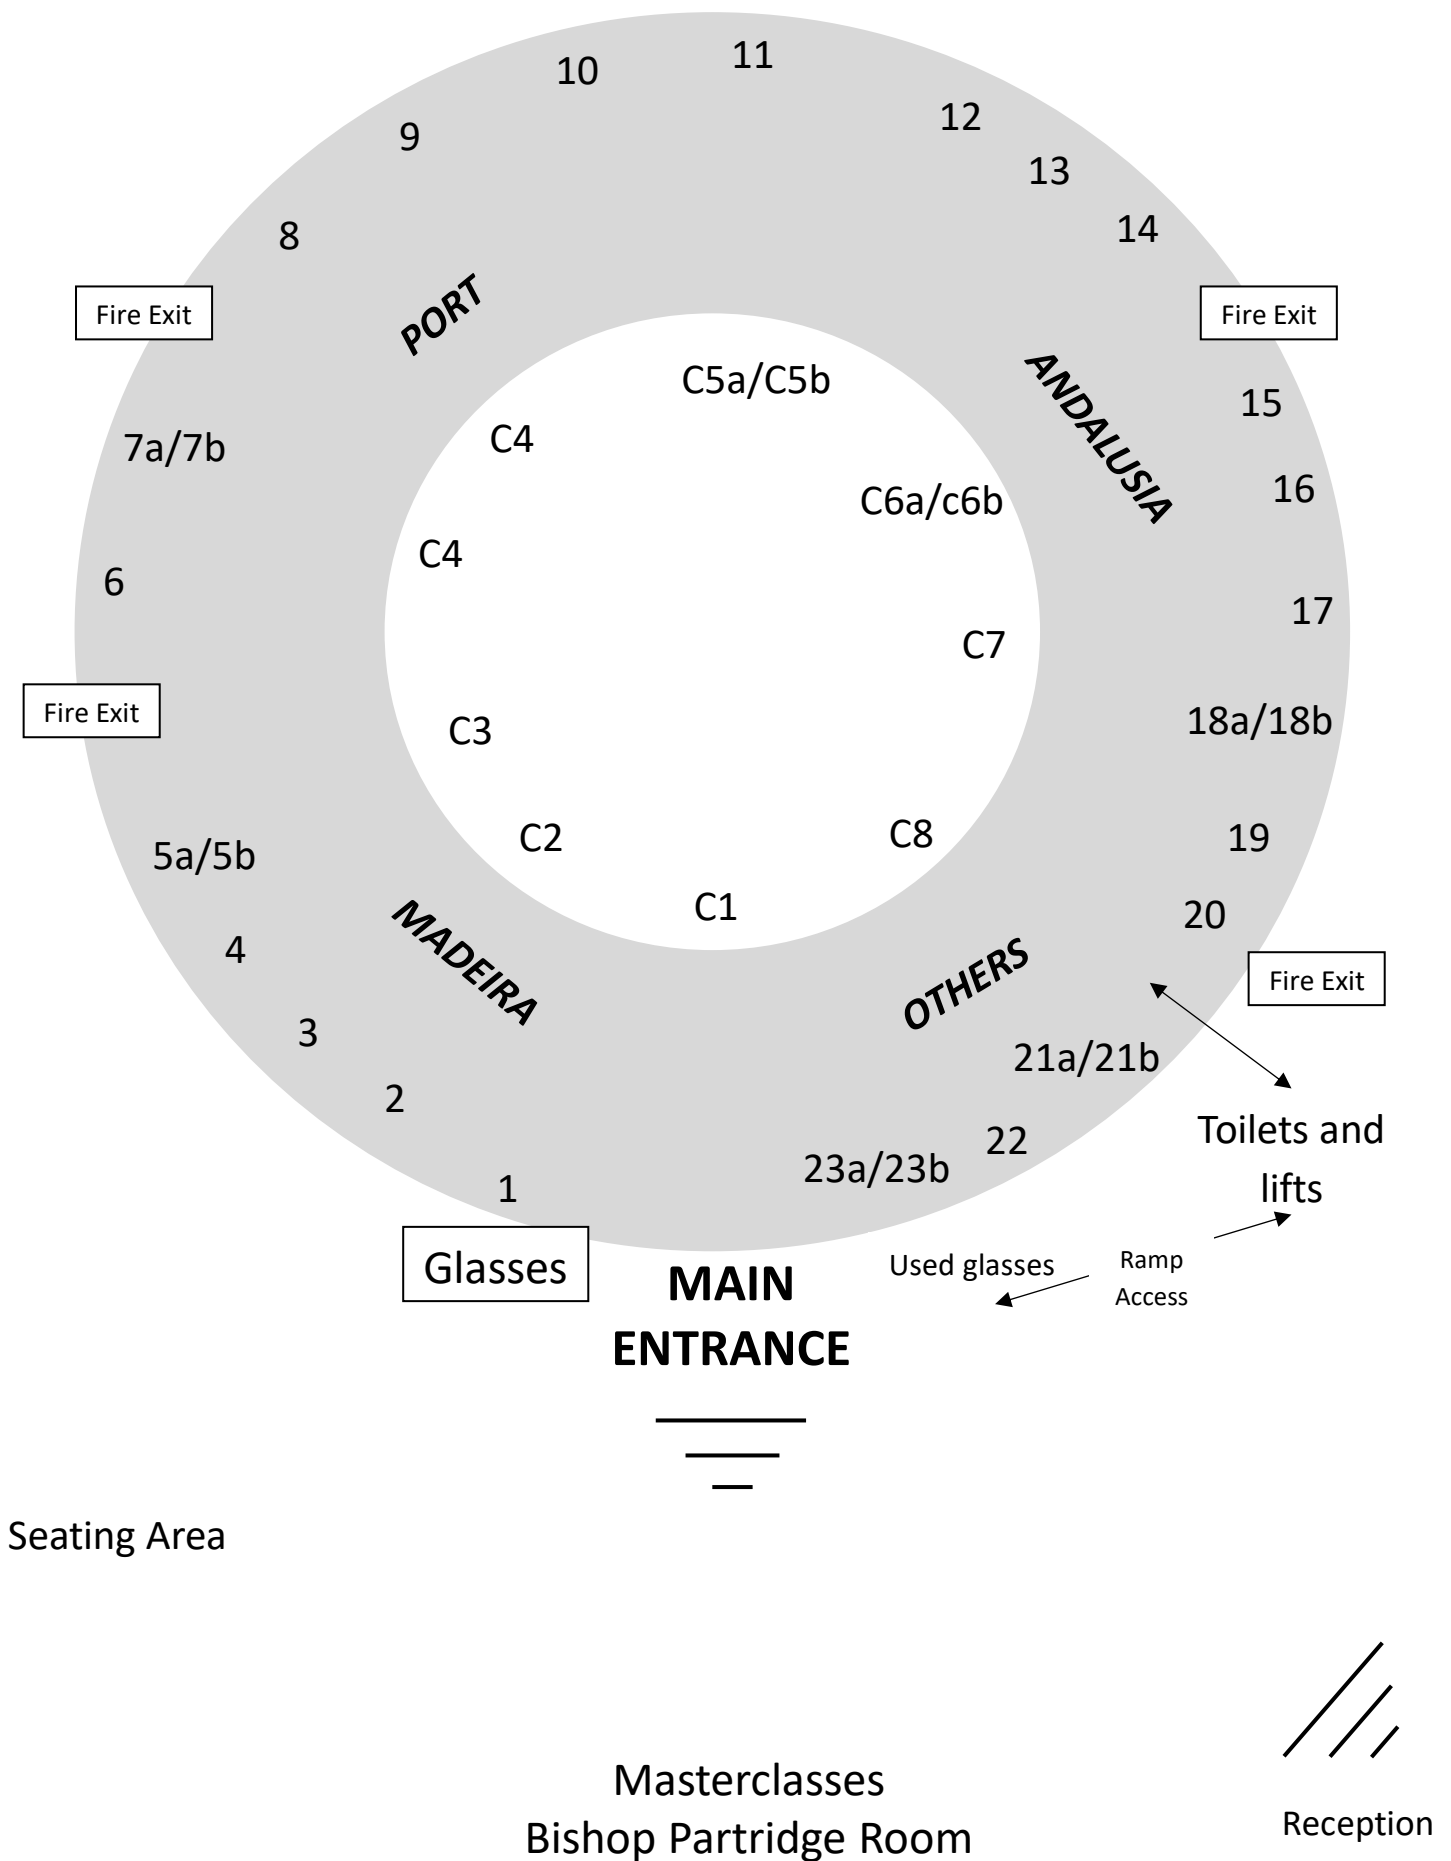 11
10
12
9
13
14
8
PORT
Fire Exit
Fire Exit
ANDALUSIA
C5a/C5b
15
C4
7a/7b
16
C6a/c6b
C4
6
17
C7
Fire Exit
18a/18b
C3
C8
C2
19
5a/5b
C1
20
4
MADEIRA
OTHERS
Fire Exit
3
21a/21b
2
Toilets and
lifts
22
23a/23b
1
Glasses
MAIN
ENTRANCE
Used glasses
Ramp
Access
Seating Area
Masterclasses
Bishop Partridge Room
Reception